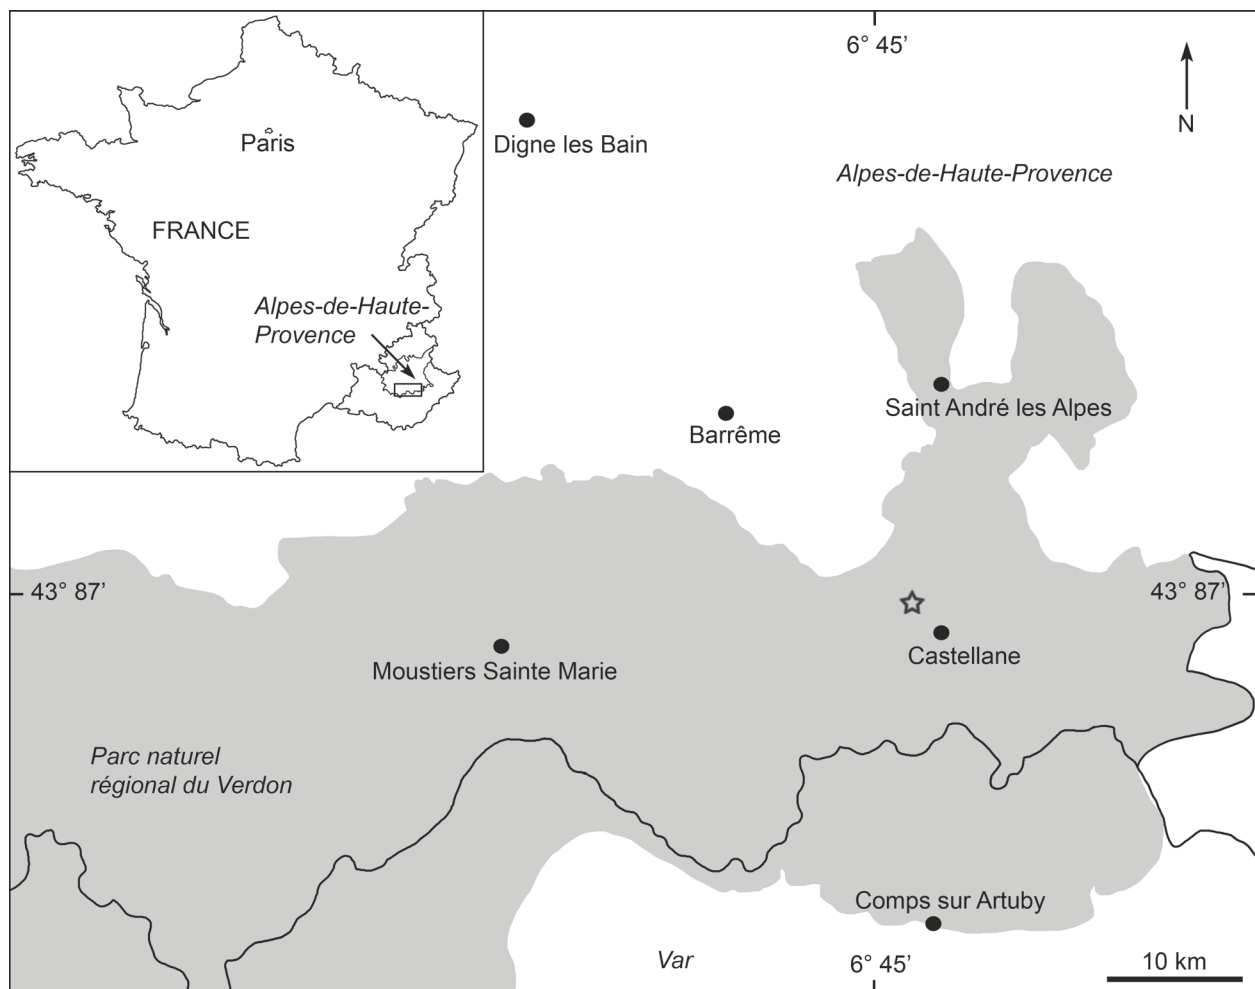 6° 45’
N
Digne les Bain
Alpes-de-Haute-Provence
Paris
FRANCE
Alpes-de-Haute-
Provence
Saint André les Alpes
Barrême
43° 87’
43° 87’
Castellane
Moustiers Sainte Marie
Parc naturel
régional du Verdon
Comps sur Artuby
Var
6° 45’
10 km